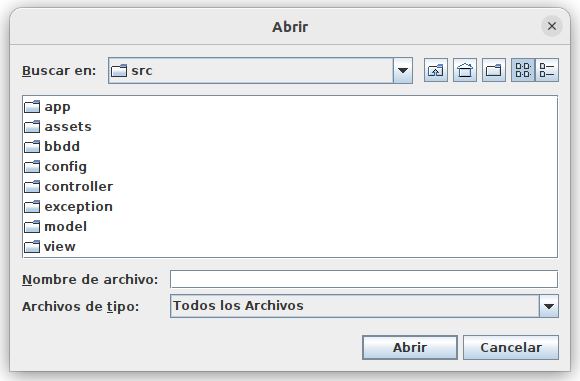 Abrir
Buscar en: src
app
assets
bbdd
config
controller
exception
model
view
Nombre de archivo:
Archivos de tipo: Todos los Archivos
Abrir Cancelar